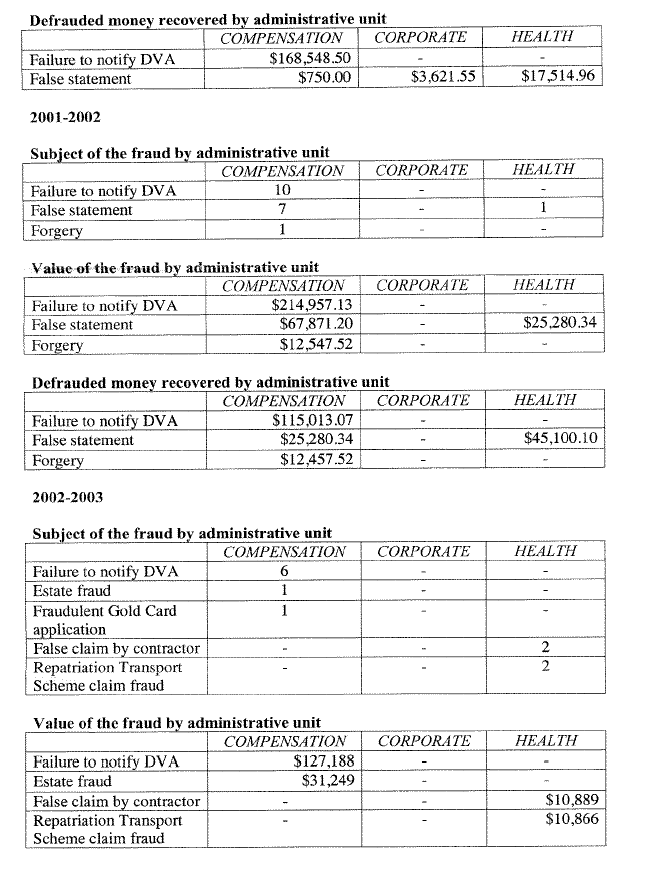 Defrauded money recovered by administrative unit
COMPENSATION CORPORATE HEALTH
Failure to notify DVA $168,548.50 - -
False statement $750.00 $3,621.55 $17,514.96
2001-2002
Subject of the fraud by administrative unit
COMPENSATION CORPORATE HEALTH
Failure to notify DVA 10 - -
False statement 7 - 1
Forgery 1 - -
Value of the fraud by administrative unit
COMPENSATION CORPORATE HEALTH
Failure to notify DVA $214,957.13 - -
False statement $67,871.20 - $25,280.34
Forgery $12,547.52 - -
Defrauded money recovered by administrative unit
COMPENSATION CORPORATE HEALTH
Failure to notify DVA $115,013.07 - -
False statement $25,280.34 - $45,100.10
Forgery $12,457.52 - -
2002-2003
Subject of the fraud by administrative unit
COMPENSATION CORPORATE HEALTH
Failure to notify DVA 6 - -
Estate fraud 1 - -
Fraudulent Gold Card 1 - -
application
False claim by contractor - - 2
Repatriation Transport - - 2
Scheme claim fraud
Value of the fraud by administrative unit
COMPENSATION CORPORATE HEALTH
Failure to notify DVA $127,188 - -
Estate fraud $31,249 - -
False claim by contractor - - $10,889
Repatriation Transport - - $10,866
Scheme claim fraud